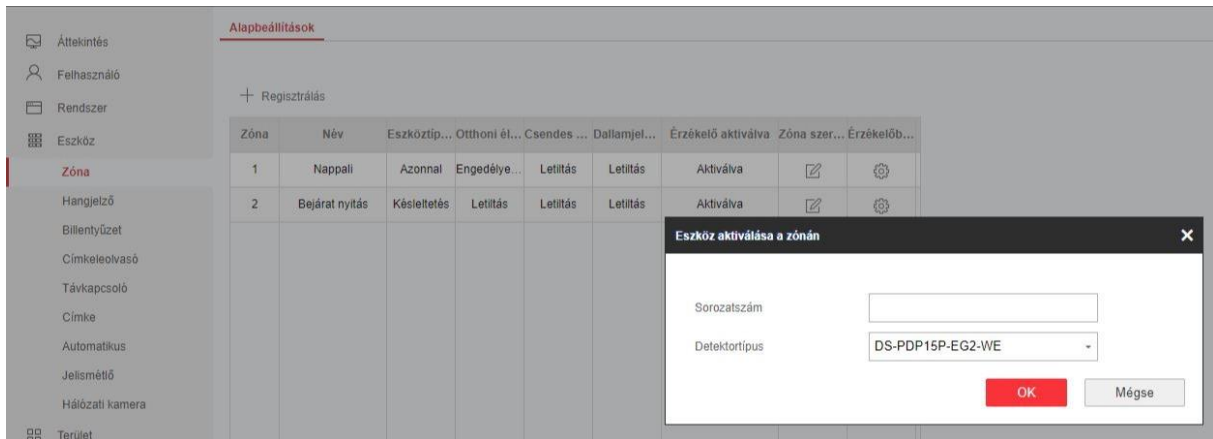 Alapbeállítások
Áttekintés
Felhasználó
Rendszer
Eszköz
Zóna
Hangjelző
Billentyűzet
Címkeleolvasó
Távkapcsoló
Címke
Automatikus
Jelismétlő
Hálózati kamera
Terület
Regisztrálás
Zóna Név Eszköztíp... Otthoni él... Csendes ... Dallamjel... Érzékelő aktiválva Zóna szer... Érzékelőb...
1 Nappali Azonnal Engedélye... Letiltás Letiltás Aktiválva
2 Bejárat nyitás Késleltetés Letiltás Letiltás Letiltás Aktiválva
Eszköz aktiválása a zónán
Sorozatszám
Detektortípus DS-PDP15P-EG2-WE
OK Mégse